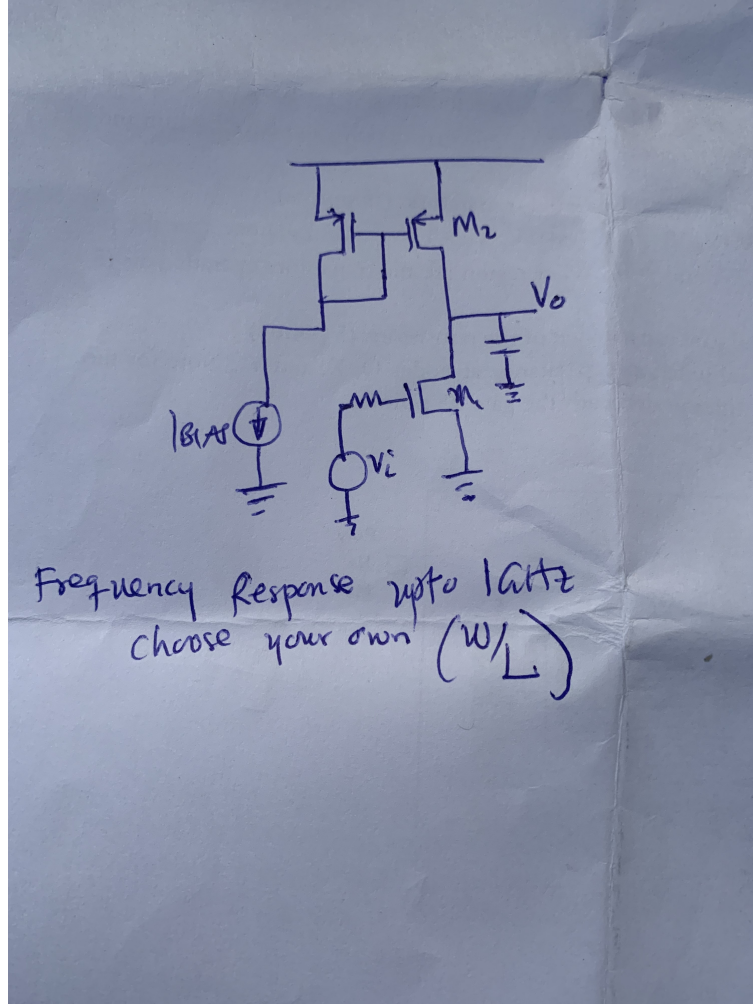 M₂
Vo
M₁
IBIAS
Vi
Frequency Response upto 1GHz
choose your own (W/L)